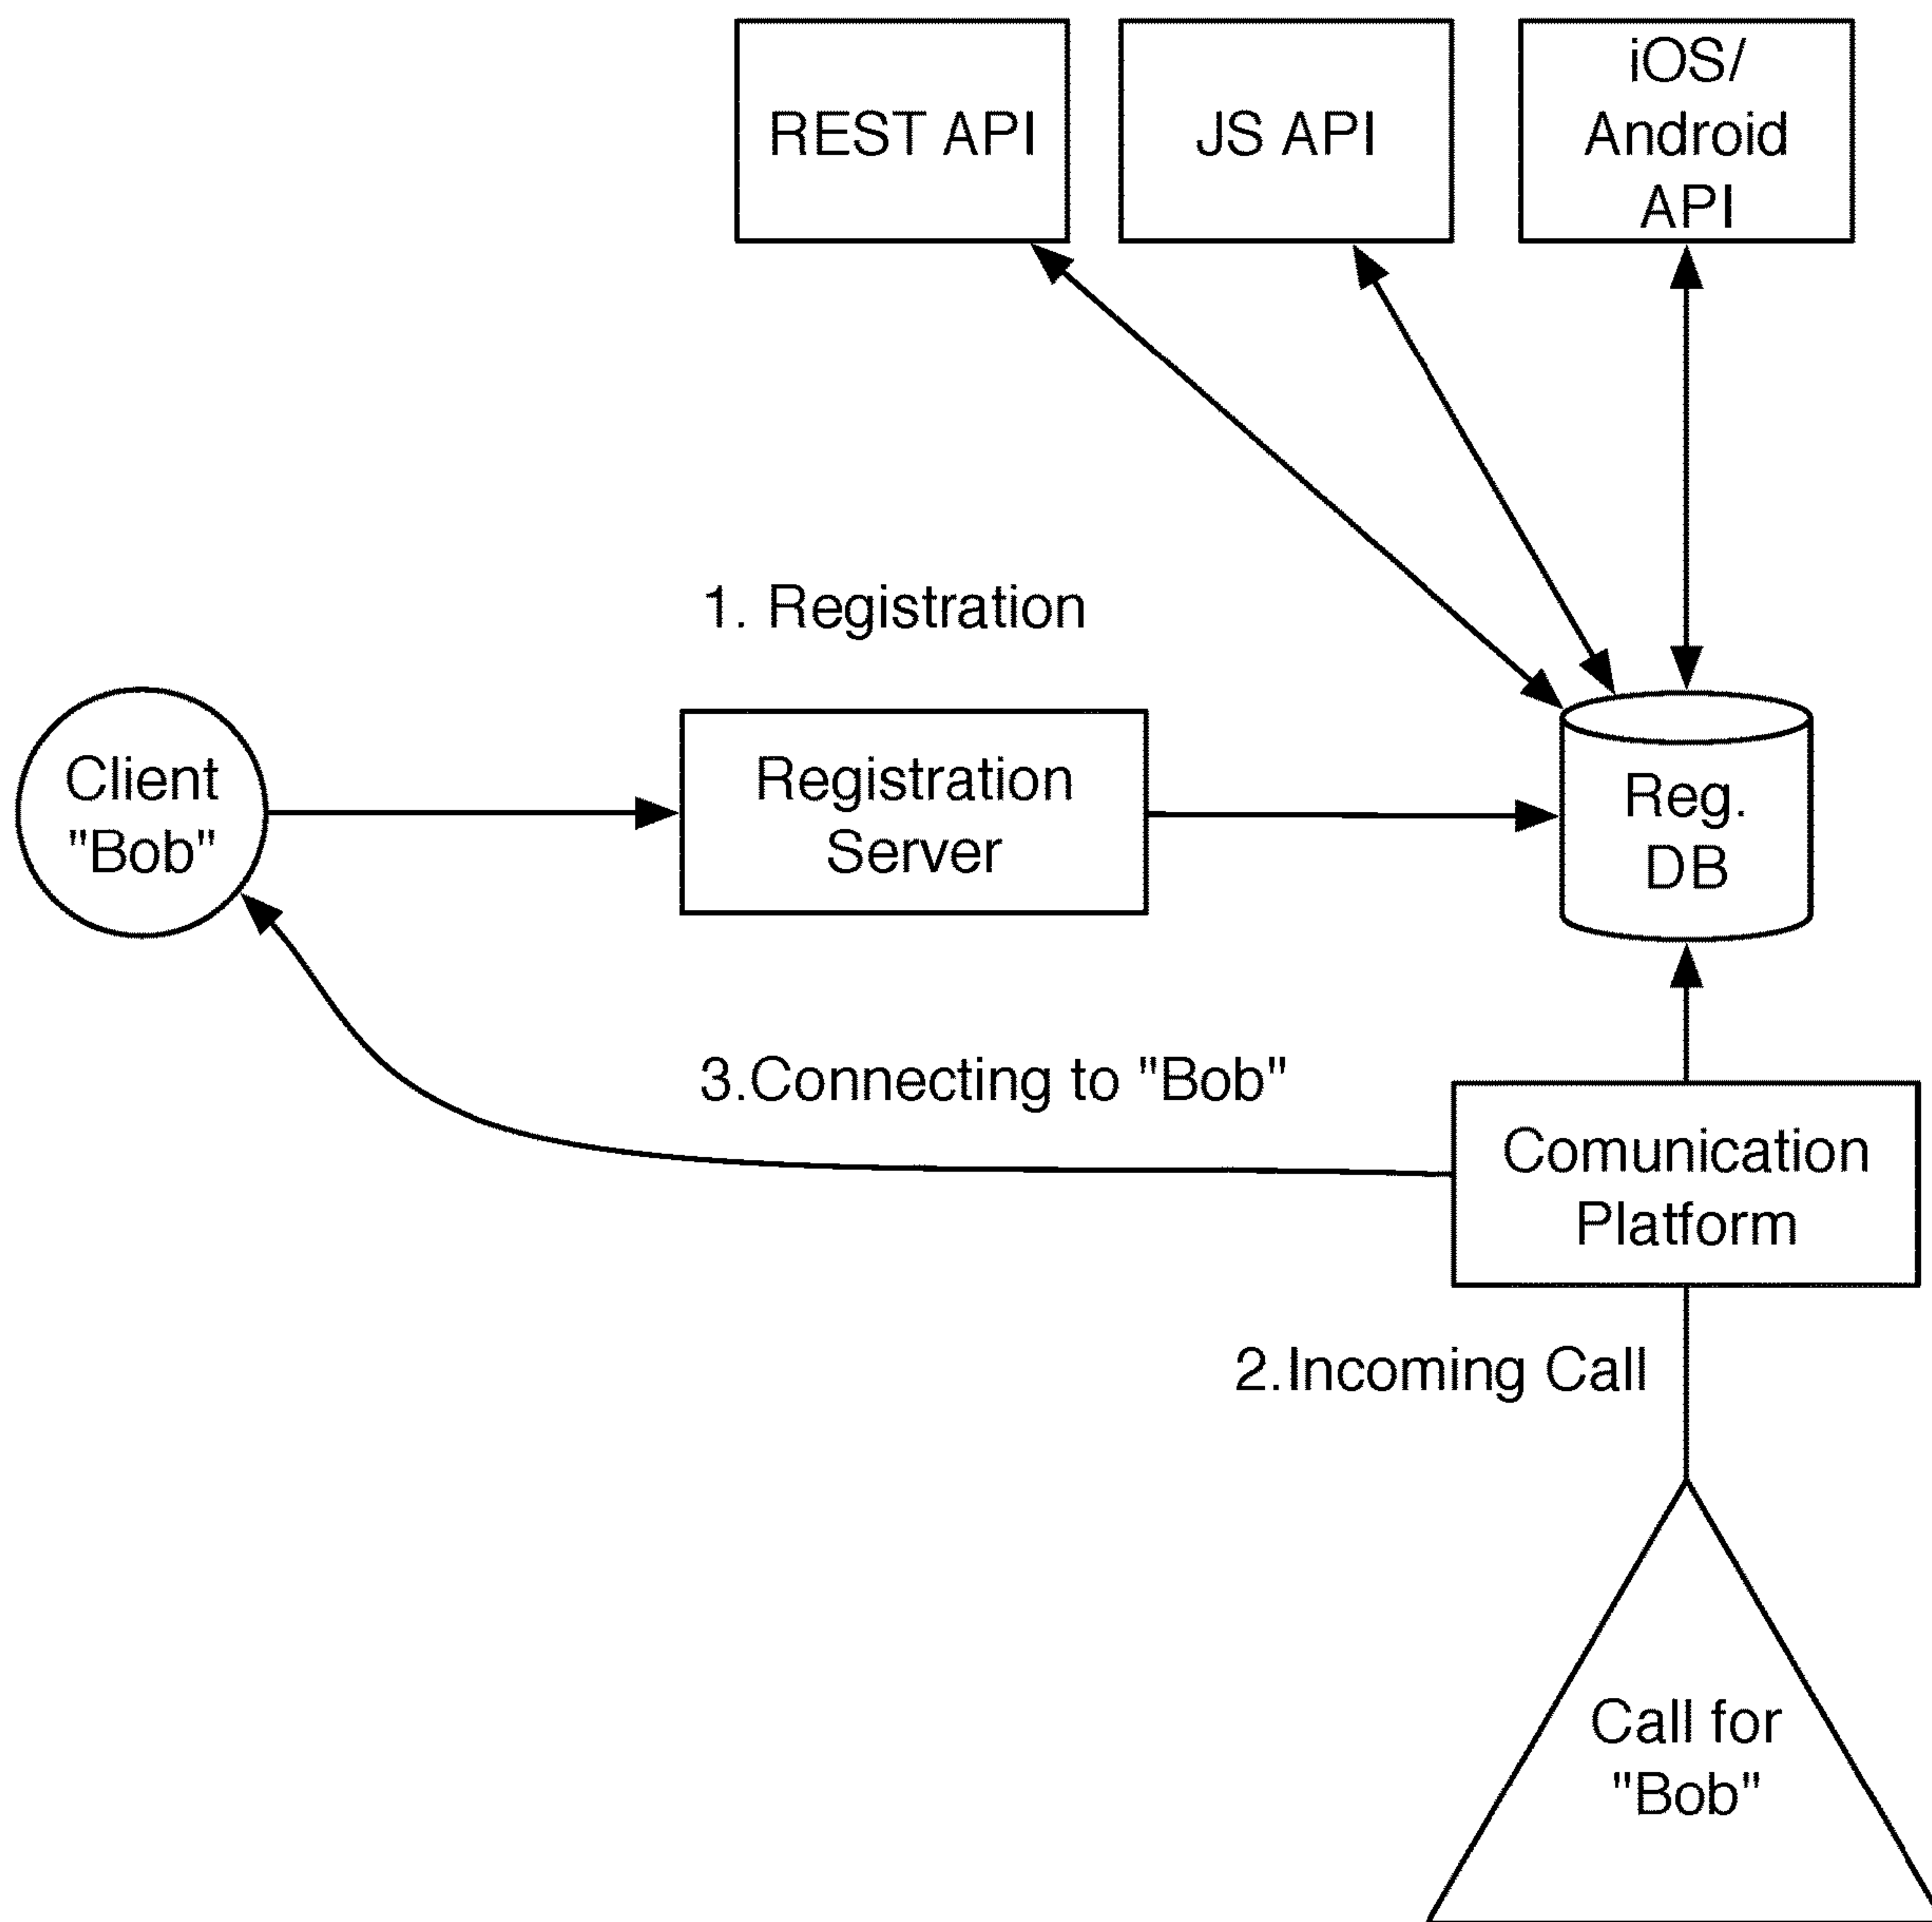 REST API
JS API
iOS/
Android
API
1. Registration
Client
"Bob"
Registration
Server
Reg.
DB
3.Connecting to "Bob"
Comunication
Platform
2.Incoming Call
Call for
"Bob"